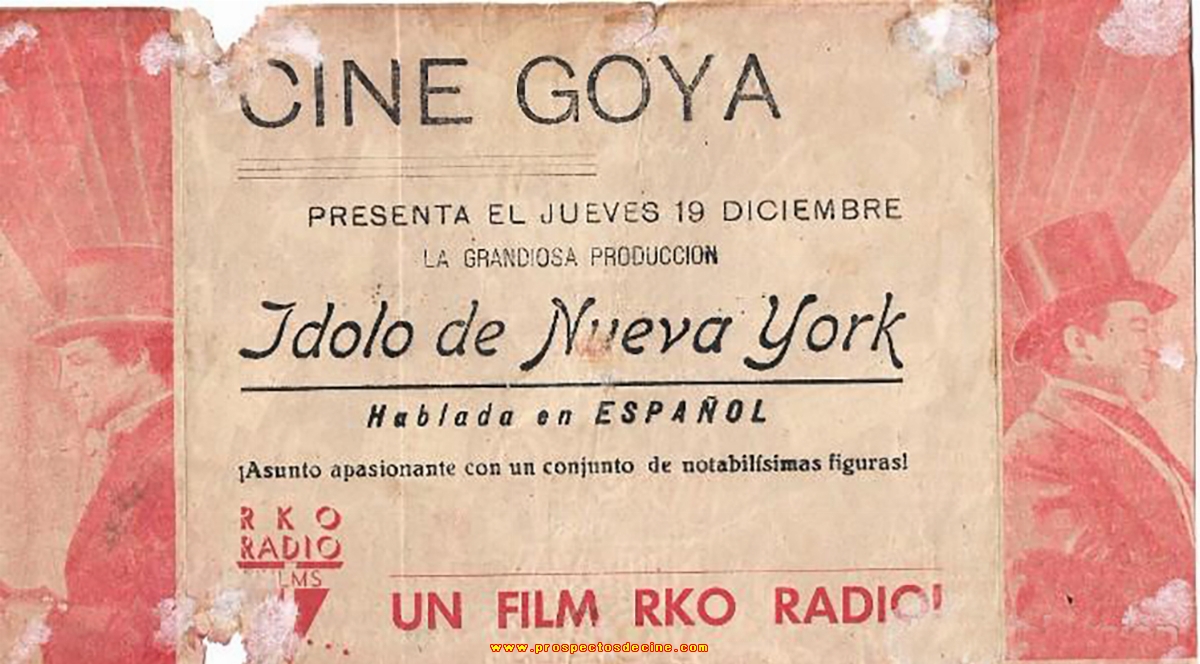 CINE GOYA
PRESENTA EL JUEVES 19 DICIEMBRE
LA GRANDIOSA PRODUCCION
Idolo de Nueva York
Hablada en ESPAÑOL
¡Asunto apasionante con un conjunto de notabilísimas figuras!
RKO
RADIO
LMS
UN FILM RKO RADIO!
www.prospectosdecine.com